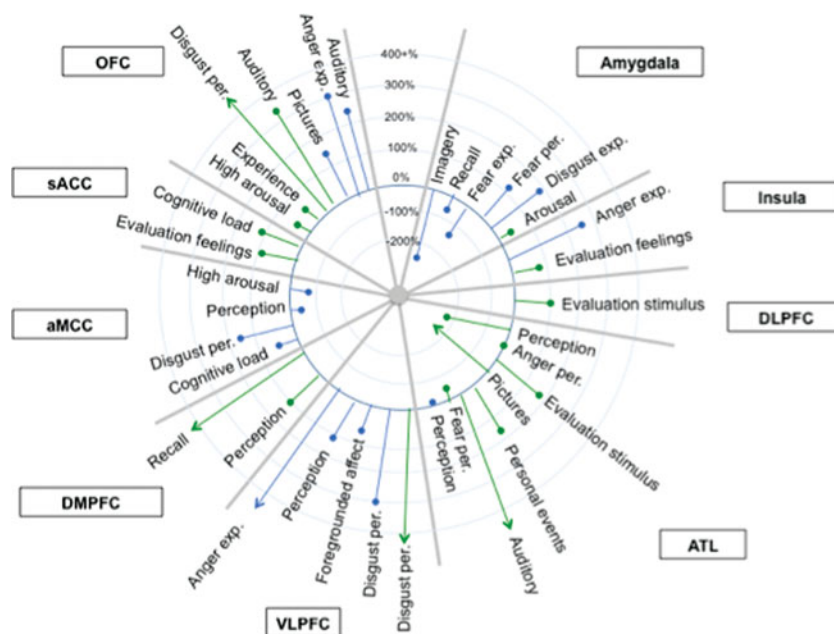 OFC
Disgust per.
Auditory
Pictures
Anger exp.
Auditory
400+%
300%
200%
100%
0%
-100%
-200%
Amygdala
Imagery
Recall
Fear exp.
Fear per.
Disgust exp.
Arousal
Insula
Anger exp.
Evaluation feelings
DLPFC
Evaluation stimulus
sACC
Experience
High arousal
Cognitive load
Evaluation feelings
aMCC
High arousal
Perception
Disgust per.
Cognitive load
DMPFC
Recall
Perception
VLPFC
Anger exp.
Perception
Foregrounded affect
Disgust per.
Disgust per.
ATL
Perception
Anger per.
Pictures
Evaluation stimulus
Fear per.
Perception
Personal events
Auditory